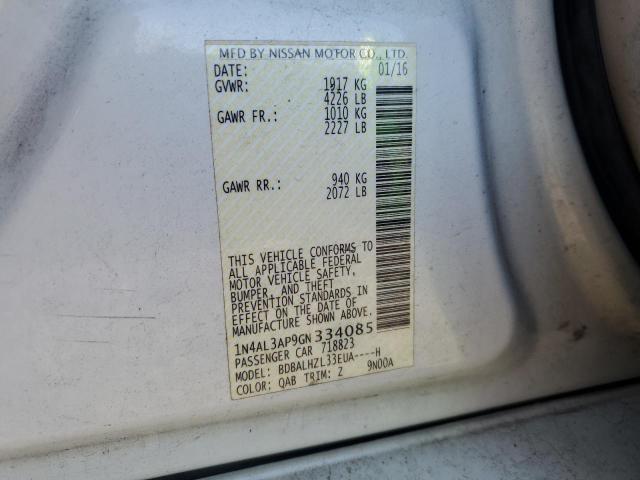 MFD BY NISSAN MOTOR CO., LTD.
DATE: 01/16
GVWR: 1917 KG
4226 LB
GAWR FR.: 1010 KG
2227 LB
GAWR RR.: 940 KG
2072 LB
THIS VEHICLE CONFORMS TO
ALL APPLICABLE FEDERAL
MOTOR VEHICLE SAFETY,
BUMPER, AND THEFT
PREVENTION STANDARDS IN
EFFECT ON THE DATE OF
MANUFACTURE SHOWN ABOVE.
1N4AL3AP9GN334085
PASSENGER CAR 718823
MODEL: BDBALHZL33EUA----H
COLOR: QAB TRIM: Z 9N00A